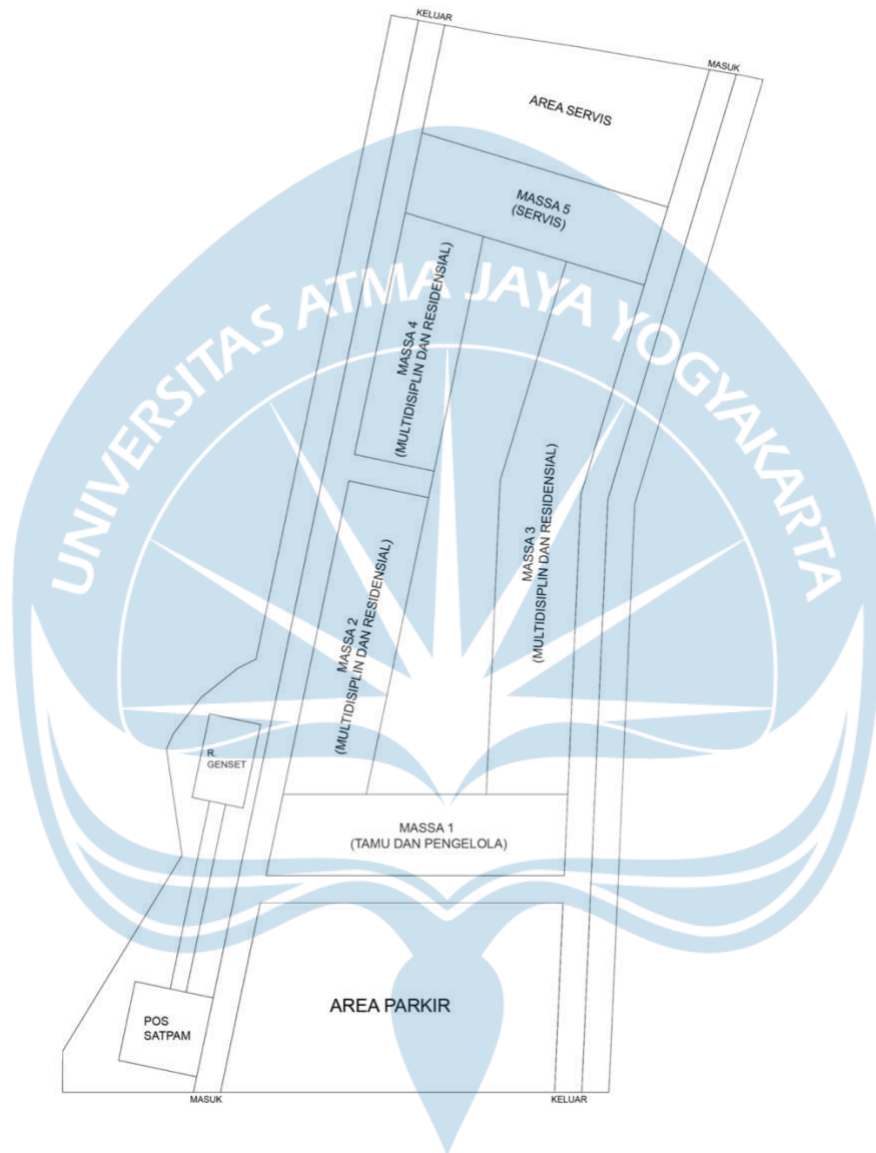 KELUAR
MASUK
AREA SERVIS
MASSA 5
(SERVIS)
UNIVERSITAS ATMA JAYA YOGYAKARTA
MASSA 4
(MULTIDISIPLIN DAN RESIDENSIAL)
MASSA 3
(MULTIDISIPLIN DAN RESIDENSIAL)
MASSA 2
(MULTIDISIPLIN DAN RESIDENSIAL)
R.
GENSET
MASSA 1
(TAMU DAN PENGELOLA)
AREA PARKIR
POS
SATPAM
MASUK
KELUAR